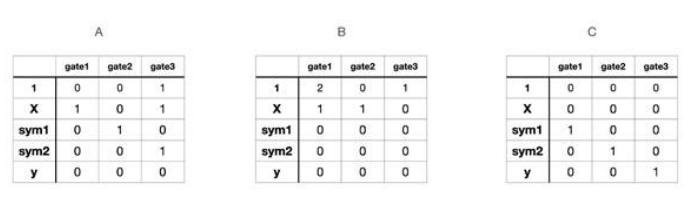 A B C
gate1 gate2 gate3 gate1 gate2 gate3 gate1 gate2 gate3
1 0 0 1 1 2 0 1 1 0 0 0
X 1 0 1 X 1 1 0 X 0 0 0
sym1 0 1 0 sym1 0 0 0 sym1 1 0 0
sym2 0 0 1 sym2 0 0 0 sym2 0 1 0
y 0 0 0 y 0 0 0 y 0 0 1